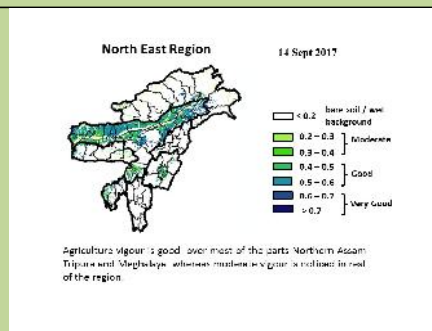 North East Region
14 Sept 2017
< 0.2 bare soil / wet
background
0.2 – 0.3
Moderate
0.3 – 0.4
0.4 – 0.5
Good
0.5 – 0.6
0.6 – 0.7
Very Good
> 0.7
Agriculture vigour is good over most of the parts Northern Assam
Tripura and Meghalaya whereas moderate vigour is noticed in rest
of the region.